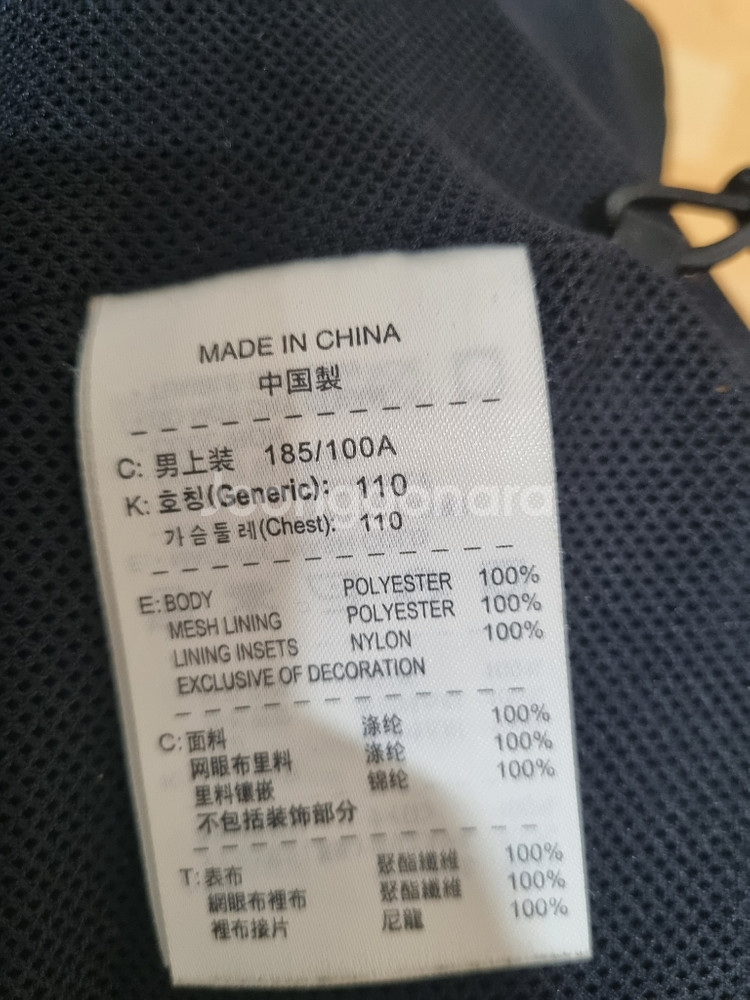 MADE IN CHINA
中国製
C: 男上装 185/100A
K: 호칭(Generic): 110
가슴둘레(Chest): 110
E: BODY POLYESTER 100%
MESH LINING POLYESTER 100%
LINING INSETS NYLON 100%
EXCLUSIVE OF DECORATION
C: 面料 涤纶 100%
网眼布里料 涤纶 100%
里料镶嵌 锦纶 100%
不包括装饰部分
T: 表布 聚酯纖維 100%
網眼布裡布 聚酯纖維 100%
裡布接片 尼龍 100%
Joonggonara